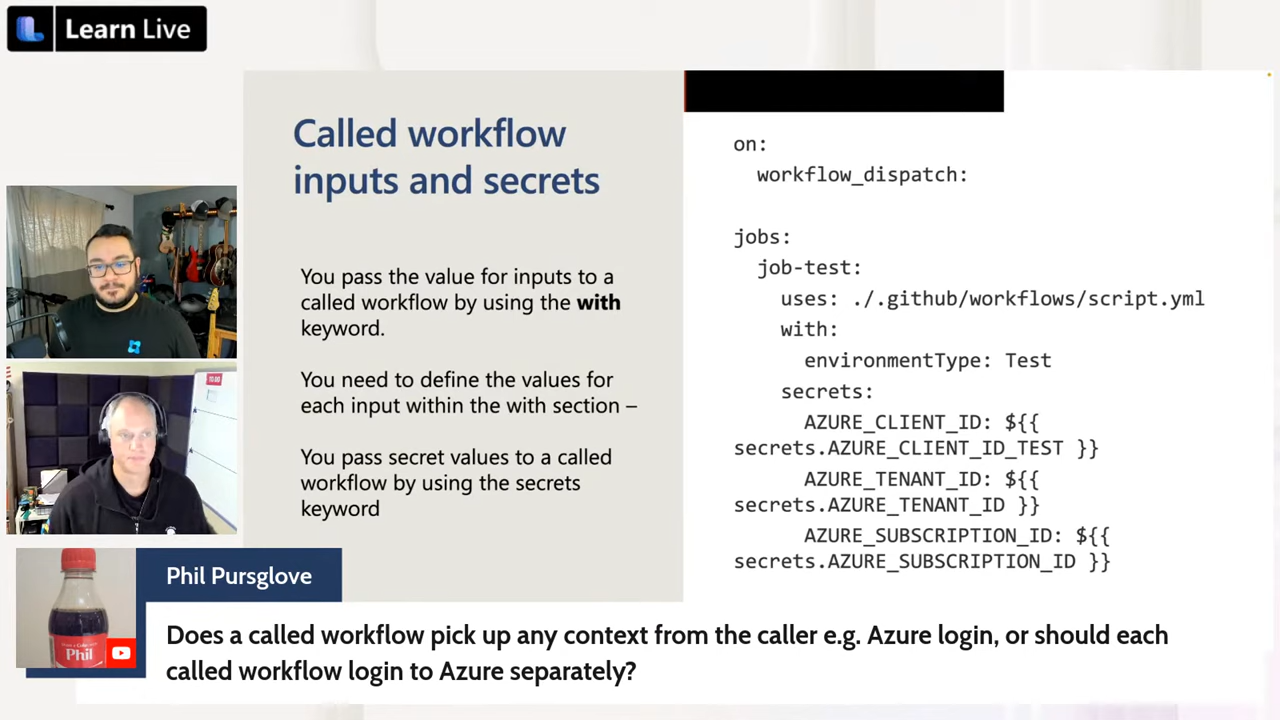 Learn Live
Called workflow
inputs and secrets
You pass the value for inputs to a
called workflow by using the with
keyword.
You need to define the values for
each input within the with section –
You pass secret values to a called
workflow by using the secrets
keyword
on:
workflow_dispatch:
jobs:
job-test:
uses: ./.github/workflows/script.yml
with:
environmentType: Test
secrets:
AZURE_CLIENT_ID: ${{
secrets.AZURE_CLIENT_ID_TEST }}
AZURE_TENANT_ID: ${{
secrets.AZURE_TENANT_ID }}
AZURE_SUBSCRIPTION_ID: ${{
secrets.AZURE_SUBSCRIPTION_ID }}
Phil Pursglove
Phil
Does a called workflow pick up any context from the caller e.g. Azure login, or should each
called workflow login to Azure separately?